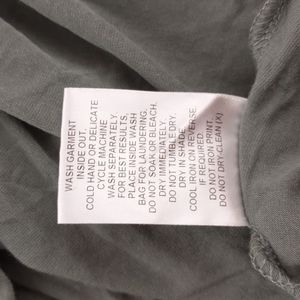 WASH GARMENT
INSIDE OUT.
COLD HAND OR DELICATE
CYCLE MACHINE
WASH SEPARATELY.
FOR BEST RESULTS,
PLACE INSIDE WASH
BAG FOR LAUNDERING.
DO NOT SOAK OR BLEACH.
DRY IMMEDIATELY.
DO NOT TUMBLE DRY.
DRY IN SHADE.
COOL IRON ON REVERSE
IF REQUIRED.
DO NOT IRON PRINT.
DO NOT DRY CLEAN (X)